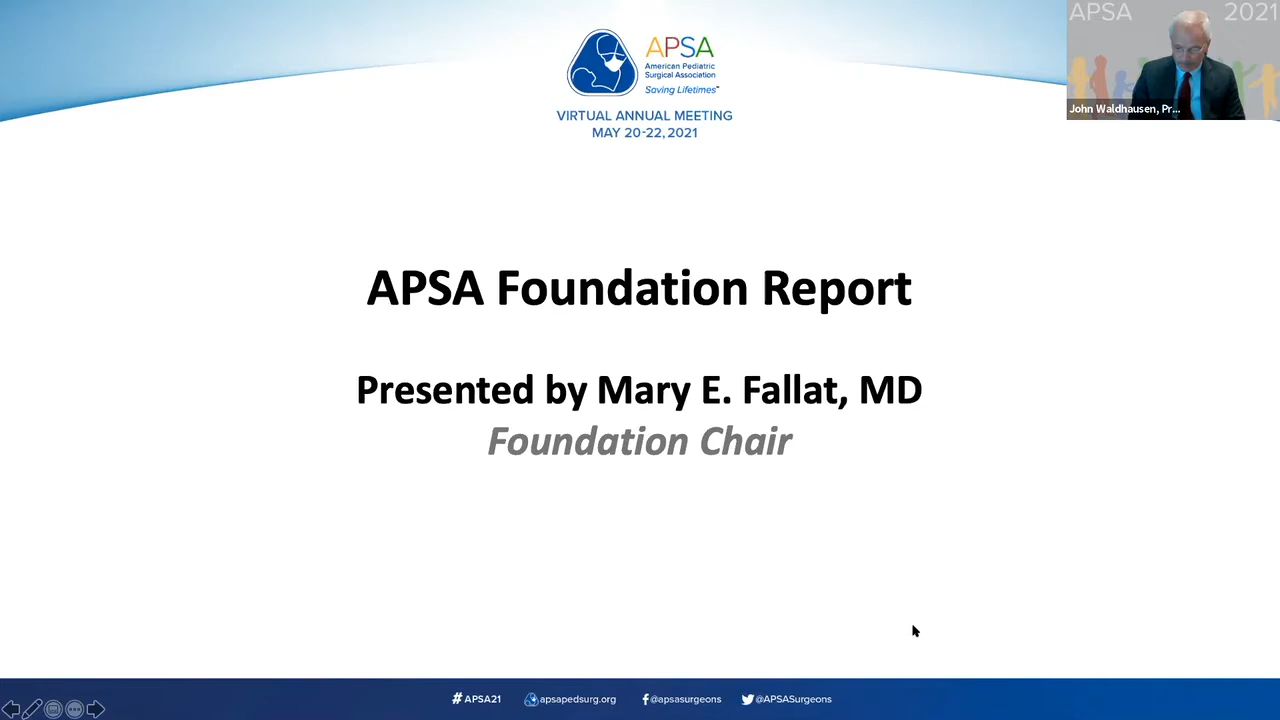 APSA 2021
APSA
American Pediatric
Surgical Association
Saving Lifetimes™
John Waldhausen, Pr...
VIRTUAL ANNUAL MEETING
MAY 20-22, 2021
APSA Foundation Report
Presented by Mary E. Fallat, MD
Foundation Chair
#APSA21 apsapedsurg.org @apsasurgeons @APSASurgeons